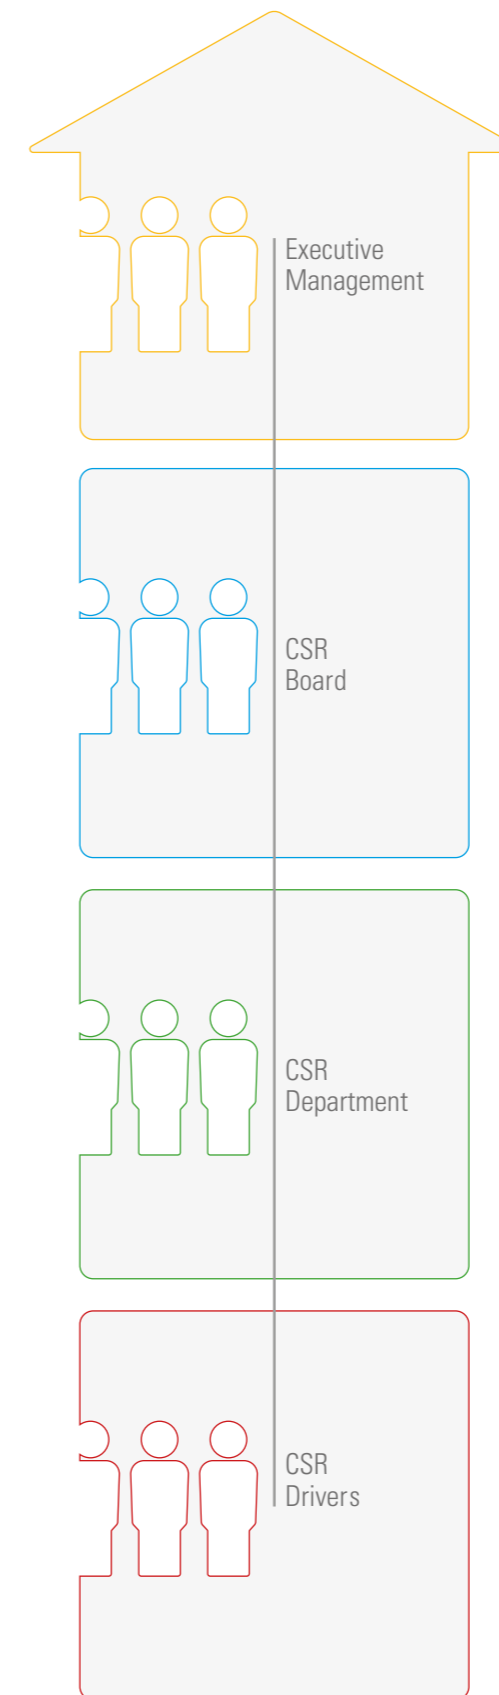 Executive
Management
CSR
Board
CSR
Department
CSR
Drivers